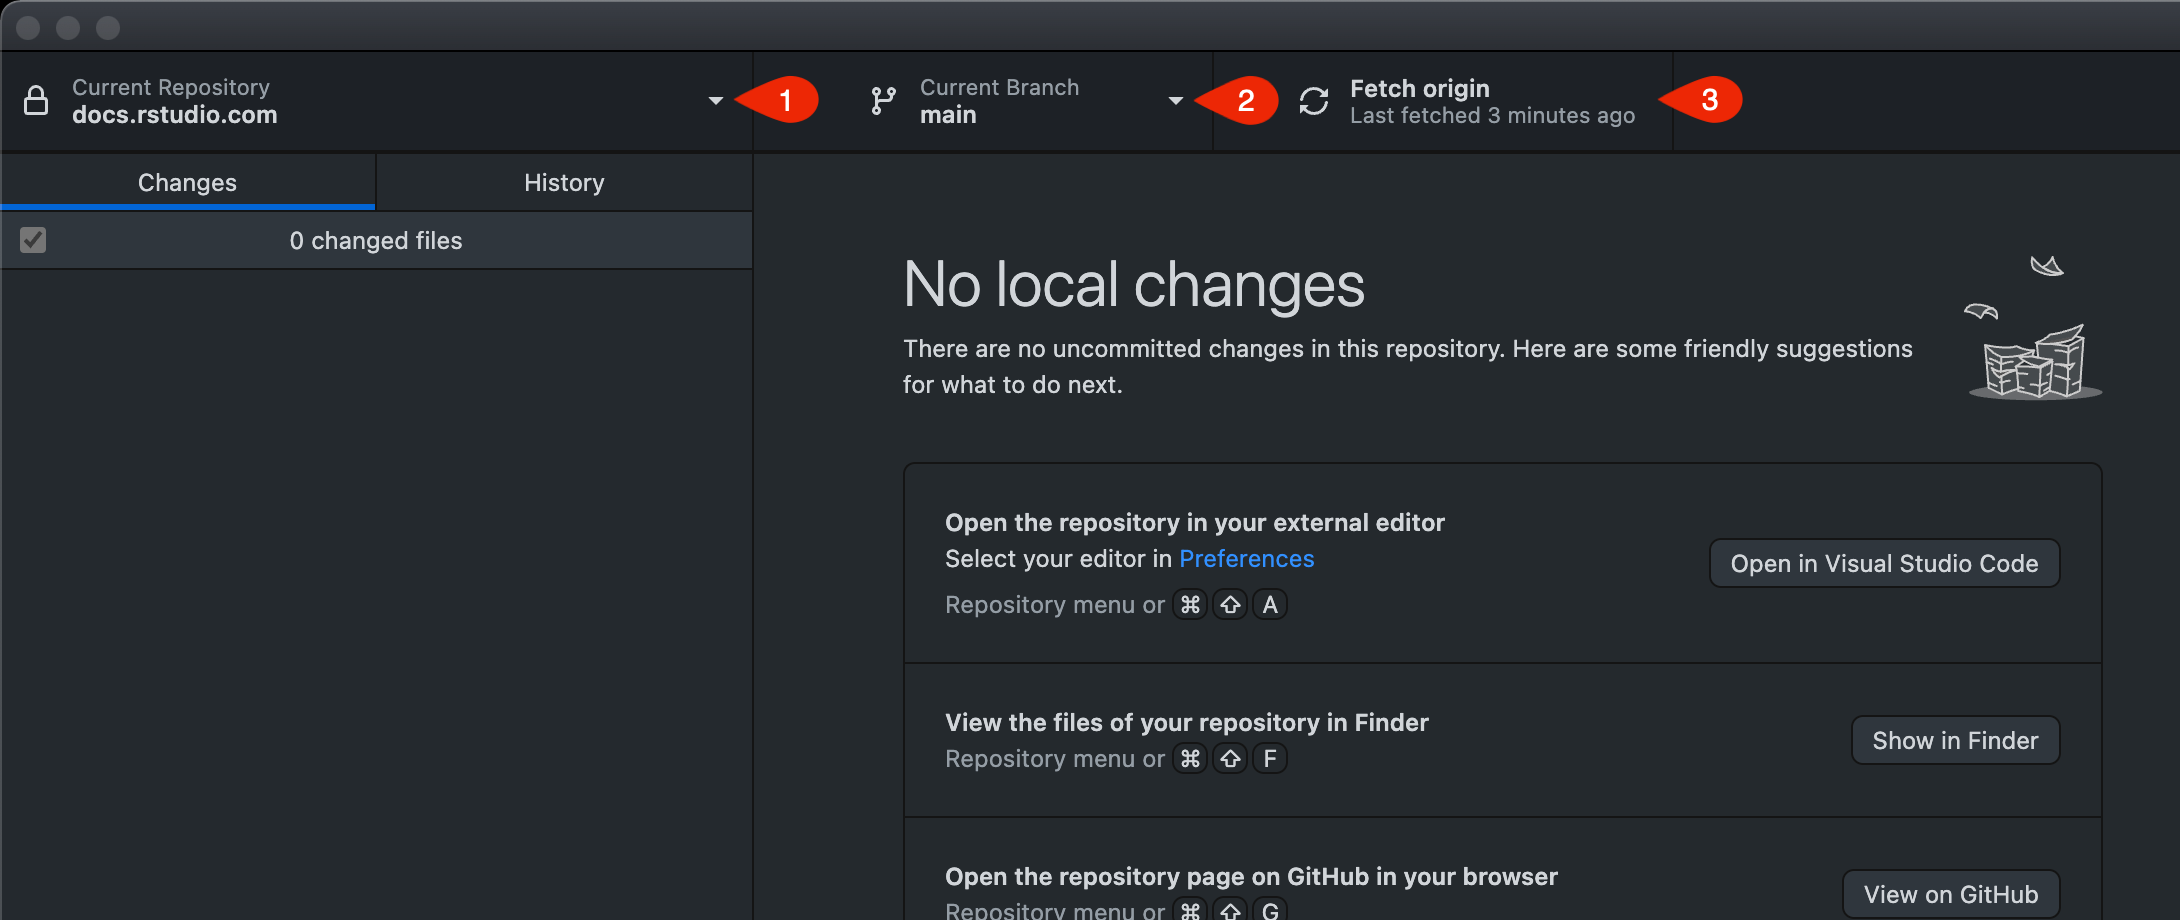 Current Repository
docs.rstudio.com
1
Current Branch
main
2
Fetch origin
Last fetched 3 minutes ago
3
Changes
History
0 changed files
No local changes
There are no uncommitted changes in this repository. Here are some friendly suggestions
for what to do next.
Open the repository in your external editor
Select your editor in Preferences
Repository menu or ⌘ ⇧ A
Open in Visual Studio Code
View the files of your repository in Finder
Repository menu or ⌘ ⇧ F
Show in Finder
Open the repository page on GitHub in your browser
Repository menu or ⌘ ⇧ G
View on GitHub